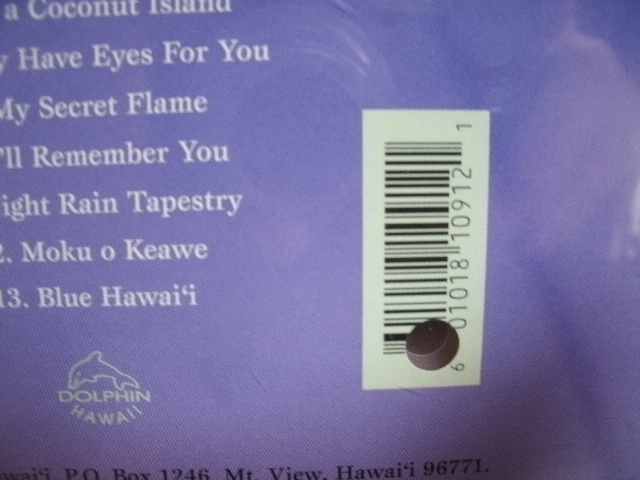 a Coconut Island
y Have Eyes For You
My Secret Flame
'll Remember You
ight Rain Tapestry
2. Moku o Keawe
13. Blue Hawai‘i
6 01018 10912 1
DOLPHIN
HAWAII
wai‘i, P.O. Box 1246, Mt. View, Hawai‘i 96771.